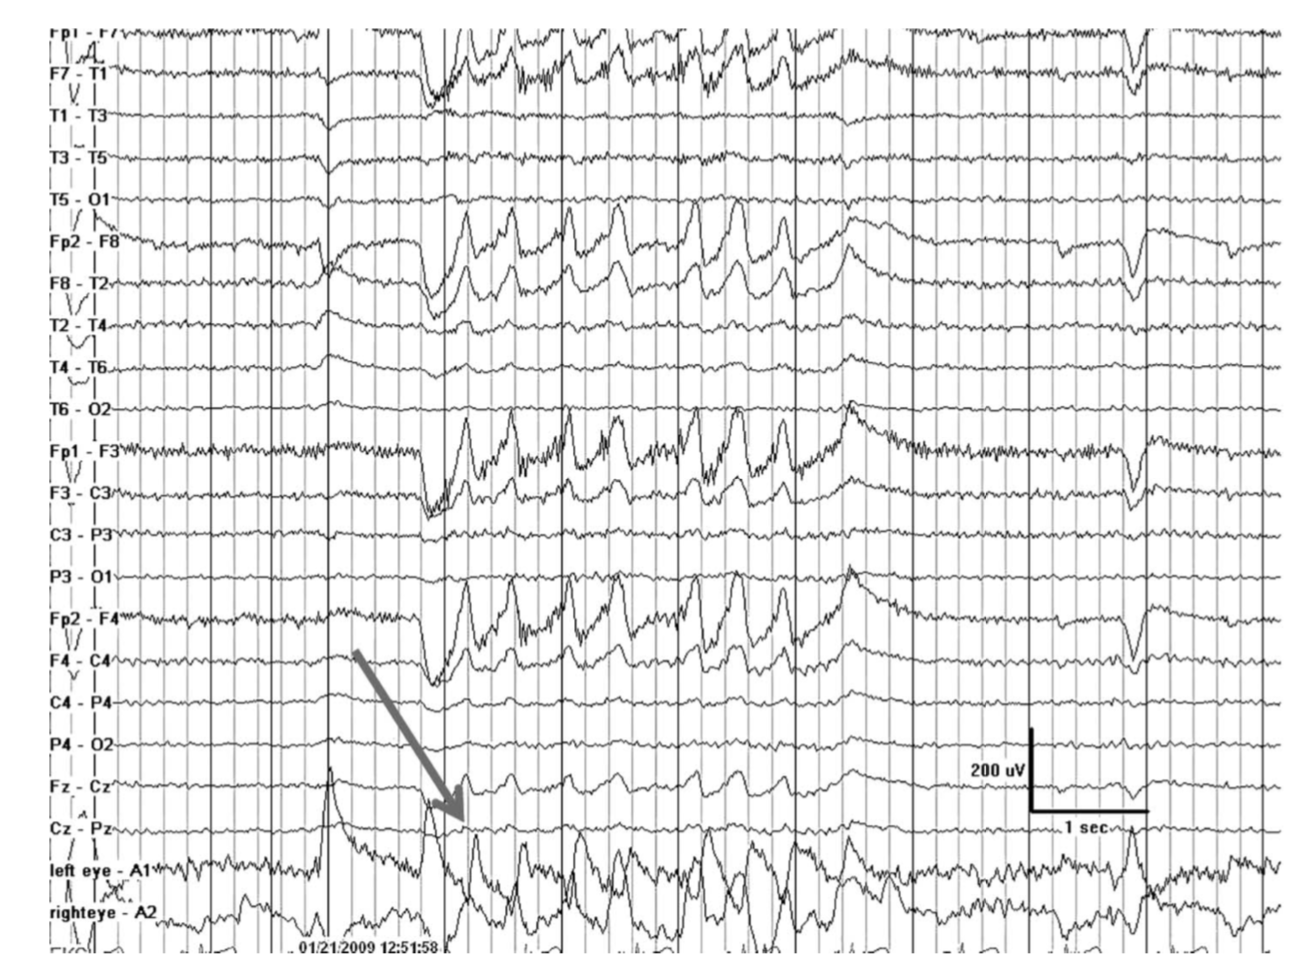 Fp1 - F7
F7 - T1
T1 - T3
T3 - T5
T5 - O1
Fp2 - F8
F8 - T2
T2 - T4
T4 - T6
T6 - O2
Fp1 - F3
F3 - C3
C3 - P3
P3 - O1
Fp2 - F4
F4 - C4
C4 - P4
P4 - O2
Fz - Cz
200 uV
Cz - Pz
1 sec
left eye - A1
righteye - A2
01/21/2009 12:51:58